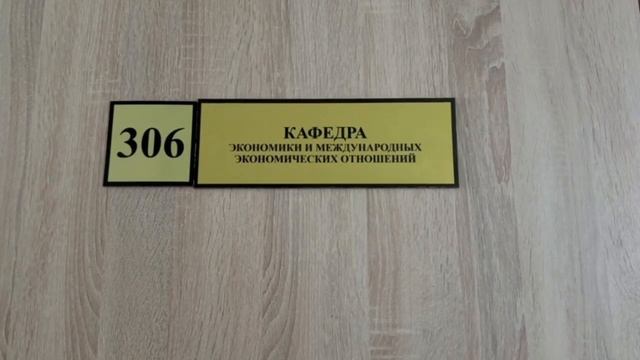 306
КАФЕДРА
ЭКОНОМИКИ И МЕЖДУНАРОДНЫХ
ЭКОНОМИЧЕСКИХ ОТНОШЕНИЙ